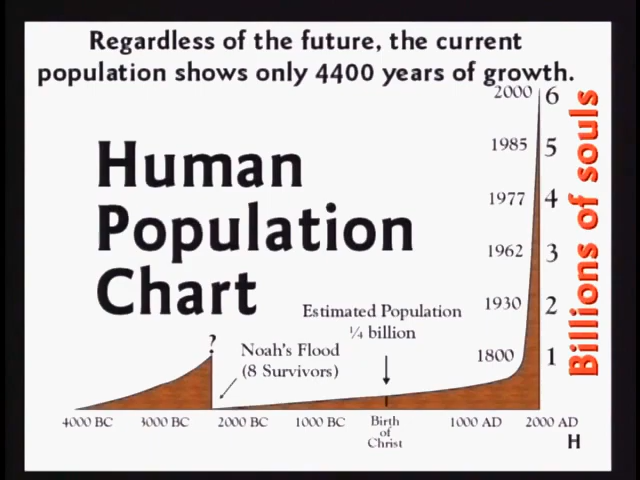 Regardless of the future, the current
population shows only 4400 years of growth.
Human
Population
Chart
2000 6
1985 5
1977 4
1962 3
1930 2
1800 1
Billions of souls
Estimated Population
¼ billion
?
Noah's Flood
(8 Survivors)
4000 BC 3000 BC 2000 BC 1000 BC Birth 1000 AD 2000 AD
of
Christ
H